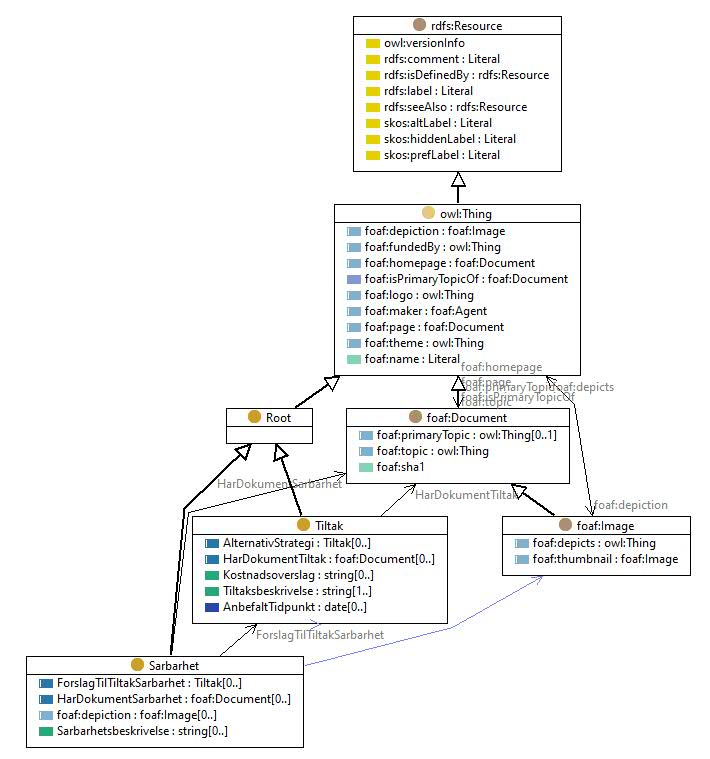 rdfs:Resource
owl:versionInfo
rdfs:comment : Literal
rdfs:isDefinedBy : rdfs:Resource
rdfs:label : Literal
rdfs:seeAlso : rdfs:Resource
skos:altLabel : Literal
skos:hiddenLabel : Literal
skos:prefLabel : Literal
owl:Thing
foaf:depiction : foaf:Image
foaf:fundedBy : owl:Thing
foaf:homepage : foaf:Document
foaf:isPrimaryTopicOf : foaf:Document
foaf:logo : owl:Thing
foaf:maker : foaf:Agent
foaf:page : foaf:Document
foaf:theme : owl:Thing
foaf:name : Literal
foaf:homepage
foaf:page
foaf:primaryTopic
foaf:depicts
foaf:isPrimaryTopicOf
foaf:topic
Root
foaf:Document
foaf:primaryTopic : owl:Thing[0..1]
foaf:topic : owl:Thing
foaf:sha1
HarDokumentSarbarhet
HarDokumentTiltak
foaf:depiction
Tiltak
AlternativStrategi : Tiltak[0..]
HarDokumentTiltak : foaf:Document[0..]
Kostnadsoverslag : string[0..]
Tiltaksbeskrivelse : string[1..]
AnbefaltTidpunkt : date[0..]
foaf:Image
foaf:depicts : owl:Thing
foaf:thumbnail : foaf:Image
ForslagTilTiltakSarbarhet
Sarbarhet
ForslagTilTiltakSarbarhet : Tiltak[0..]
HarDokumentSarbarhet : foaf:Document[0..]
foaf:depiction : foaf:Image[0..]
Sarbarhetsbeskrivelse : string[0..]